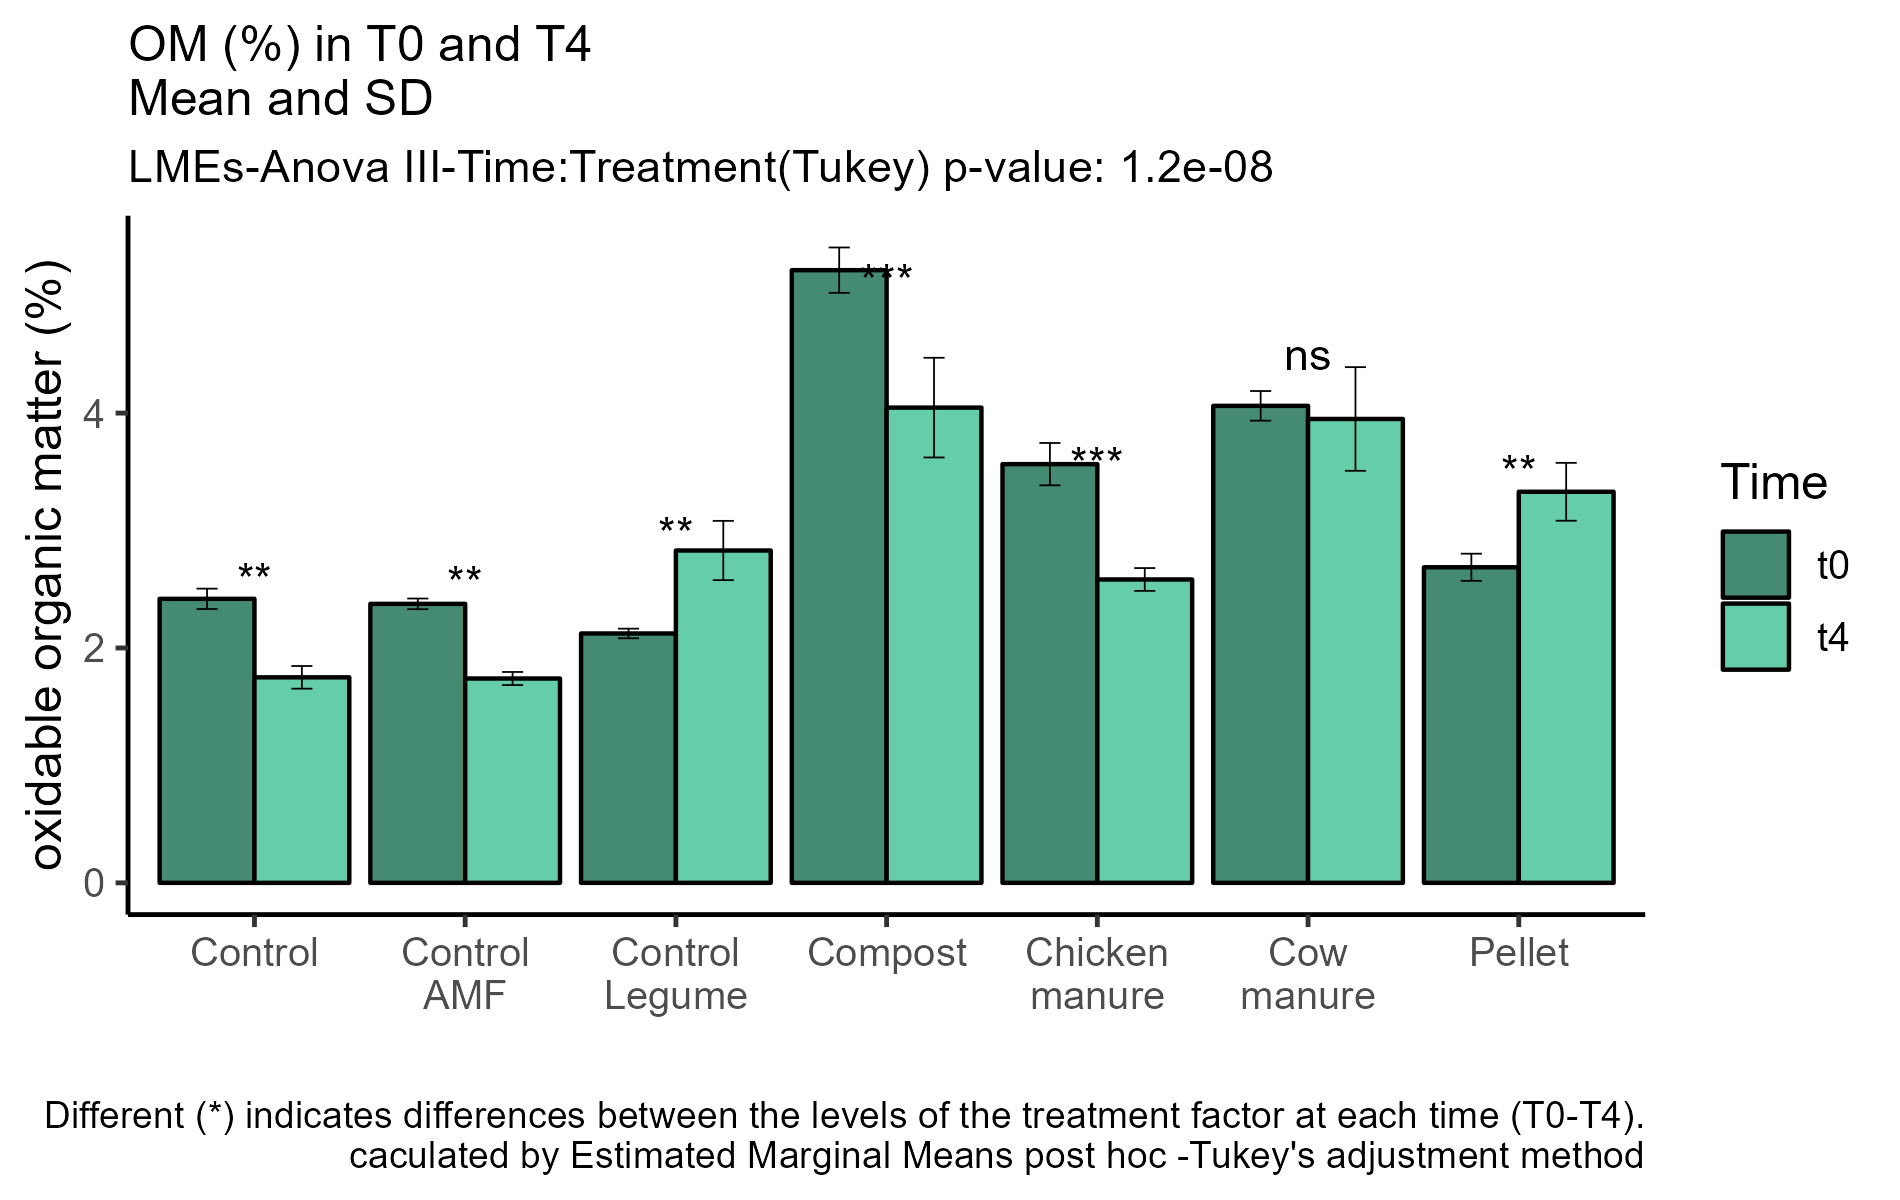 OM (%) in T0 and T4
Mean and SD
LMEs-Anova III-Time:Treatment(Tukey) p-value: 1.2e-08
oxidable organic matter (%)
4
2
0
**
**
**
***
***
ns
**
Control
Control
AMF
Control
Legume
Compost
Chicken
manure
Cow
manure
Pellet
Time
t0
t4
Different (*) indicates differences between the levels of the treatment factor at each time (T0-T4).
caculated by Estimated Marginal Means post hoc -Tukey's adjustment method